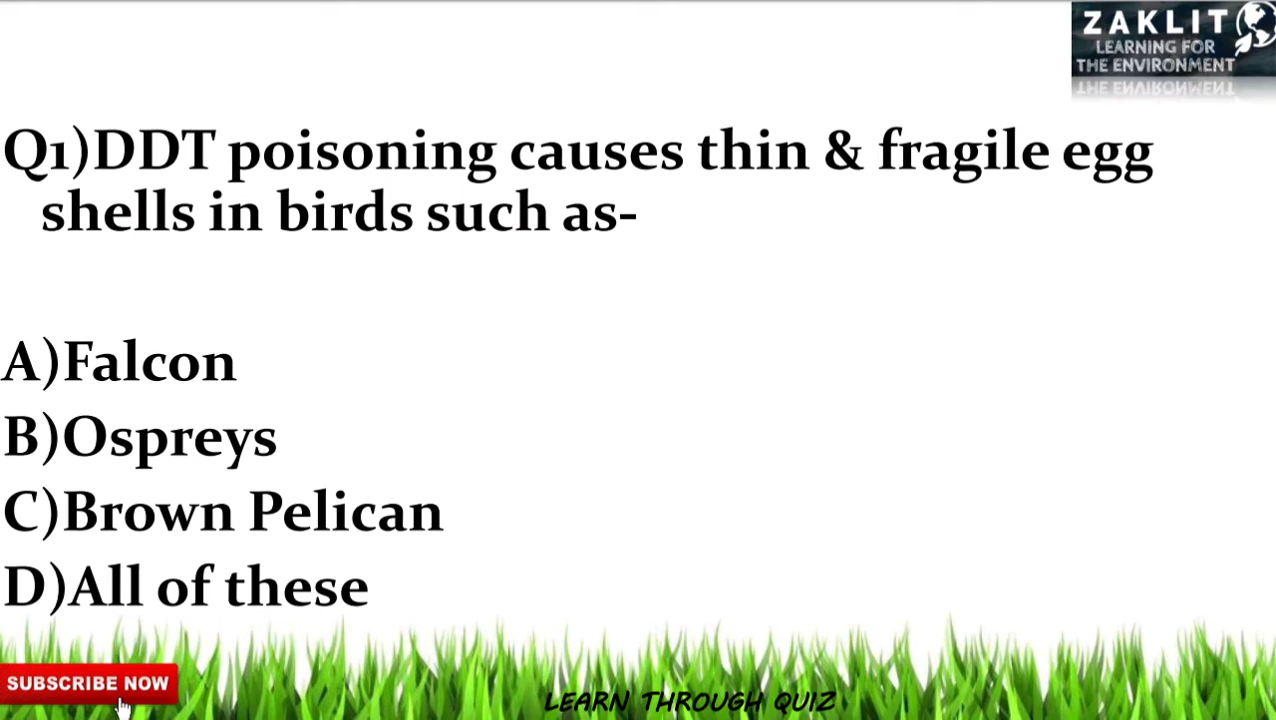 ZAKLIT
LEARNING FOR
THE ENVIRONMENT
Q1)DDT poisoning causes thin & fragile egg
shells in birds such as-
A)Falcon
B)Ospreys
C)Brown Pelican
D)All of these
SUBSCRIBE NOW
LEARN THROUGH QUIZ